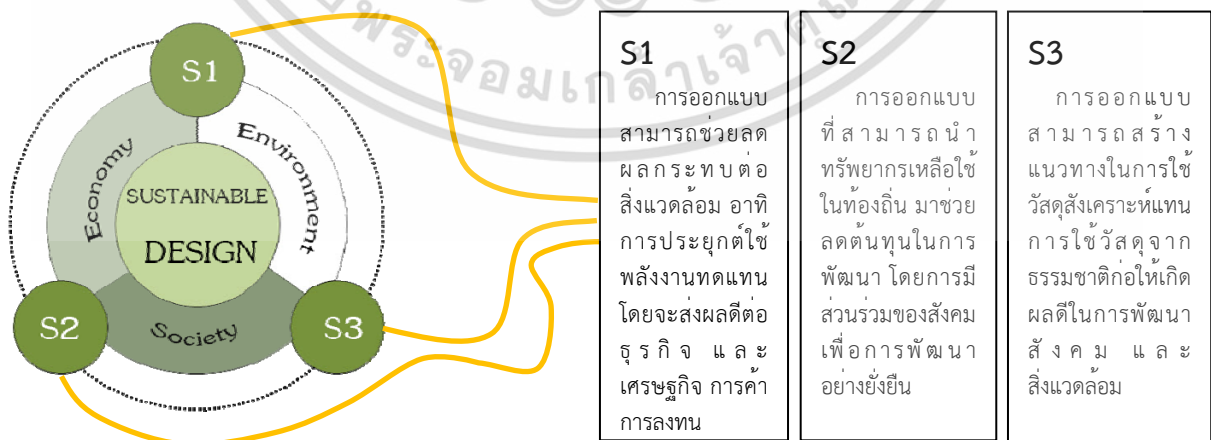 พระจอมเกล้าเจ้าคุณ
S1
Economy
Environment
SUSTAINABLE
DESIGN
S2
Society
S3
S1
การออกแบบ
สามารถช่วยลด
ผลกระทบต่อ
สิ่งแวดล้อม อาทิ
การประยุกต์ใช้
พลังงานทดแทน
โดยจะส่งผลดีต่อ
ธุรกิจ และ
เศรษฐกิจ การค้า
การลงทน
S2
การออกแบบ
ที่สามารถนำ
ทรัพยากรเหลือใช้
ในท้องถิ่น มาช่วย
ลดต้นทุนในการ
พัฒนา โดยการมี
ส่วนร่วมของสังคม
เพื่อการพัฒนา
อย่างยั่งยืน
S3
การออกแบบ
สามารถสร้าง
แนวทางในการใช้
วัสดุสังเคราะห์แทน
การใช้วัสดุจาก
ธรรมชาติก่อให้เกิด
ผลดีในการพัฒนา
สังคม และ
สิ่งแวดล้อม